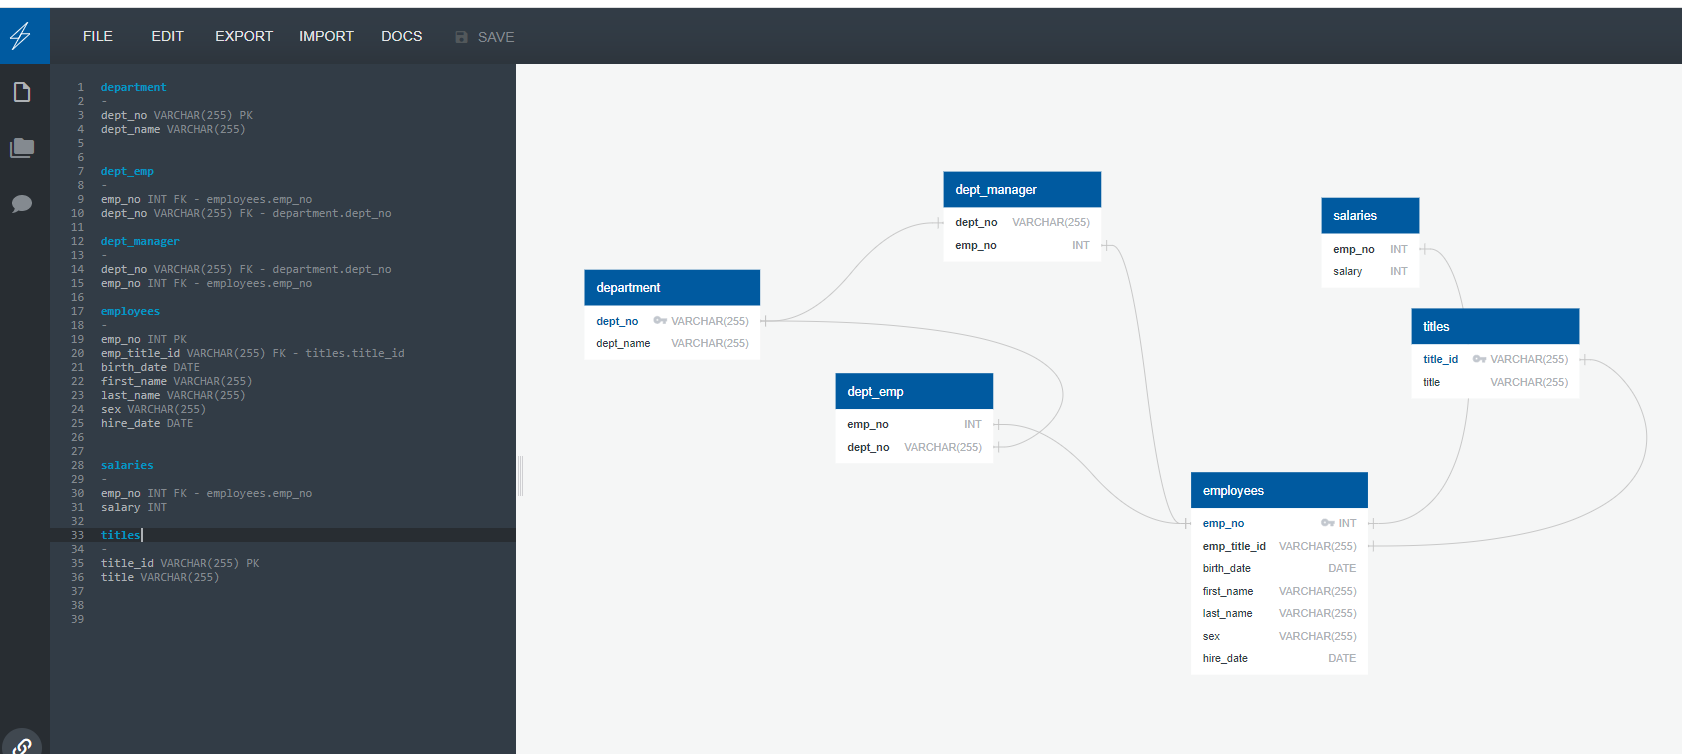 FILE EDIT EXPORT IMPORT DOCS SAVE
1 department
2 -
3 dept_no VARCHAR(255) PK
4 dept_name VARCHAR(255)
5
6
7 dept_emp
8 -
9 emp_no INT FK - employees.emp_no
10 dept_no VARCHAR(255) FK - department.dept_no
11
12 dept_manager
13 -
14 dept_no VARCHAR(255) FK - department.dept_no
15 emp_no INT FK - employees.emp_no
16
17 employees
18 -
19 emp_no INT PK
20 emp_title_id VARCHAR(255) FK - titles.title_id
21 birth_date DATE
22 first_name VARCHAR(255)
23 last_name VARCHAR(255)
24 sex VARCHAR(255)
25 hire_date DATE
26
27
28 salaries
29 -
30 emp_no INT FK - employees.emp_no
31 salary INT
32
33 titles
34 -
35 title_id VARCHAR(255) PK
36 title VARCHAR(255)
37
38
39
dept_manager
dept_no VARCHAR(255)
emp_no INT
salaries
emp_no INT
salary INT
department
dept_no VARCHAR(255)
dept_name VARCHAR(255)
titles
title_id VARCHAR(255)
title VARCHAR(255)
dept_emp
emp_no INT
dept_no VARCHAR(255)
employees
emp_no INT
emp_title_id VARCHAR(255)
birth_date DATE
first_name VARCHAR(255)
last_name VARCHAR(255)
sex VARCHAR(255)
hire_date DATE